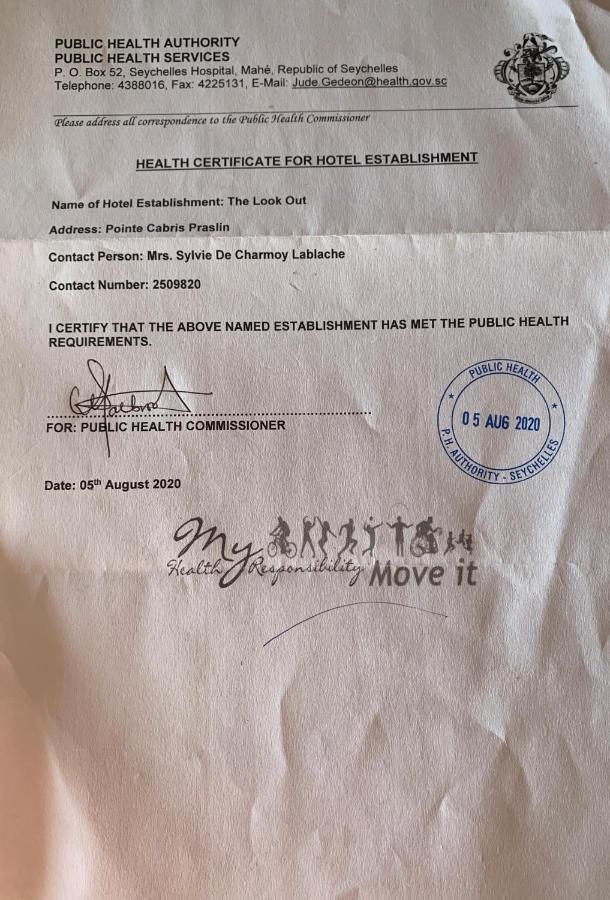 PUBLIC HEALTH AUTHORITY
PUBLIC HEALTH SERVICES
P. O. Box 52, Seychelles Hospital, Mahé, Republic of Seychelles
Telephone: 4388016, Fax: 4225131, E-Mail: Jude.Gedeon@health.gov.sc
Please address all correspondence to the Public Health Commissioner
HEALTH CERTIFICATE FOR HOTEL ESTABLISHMENT
Name of Hotel Establishment: The Look Out
Address: Pointe Cabris Praslin
Contact Person: Mrs. Sylvie De Charmoy Lablache
Contact Number: 2509820
I CERTIFY THAT THE ABOVE NAMED ESTABLISHMENT HAS MET THE PUBLIC HEALTH
REQUIREMENTS.
FOR: PUBLIC HEALTH COMMISSIONER
PUBLIC HEALTH
05 AUG 2020
P.H. AUTHORITY - SEYCHELLES
Date: 05th August 2020
My
Health Responsibility Move it